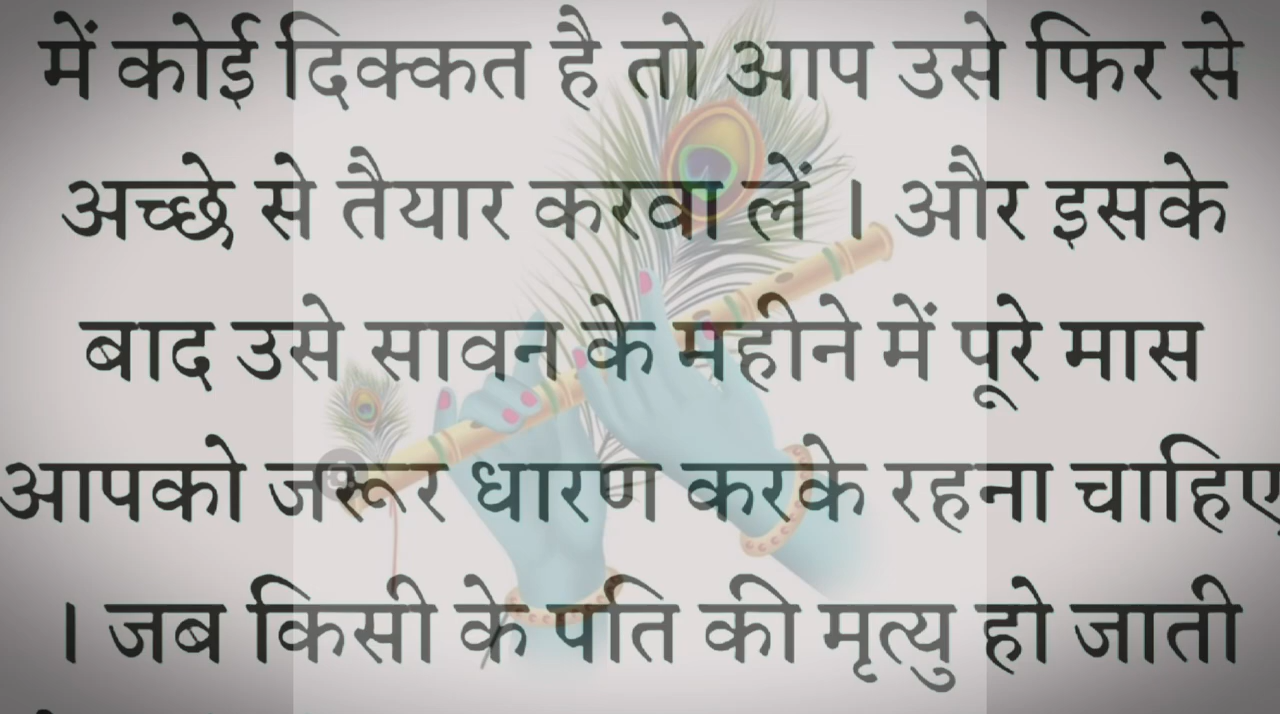 में कोई दिक्कत है तो आप उसे फिर से
अच्छे से तैयार करवा लें । और इसके
बाद उसे सावन के महीने में पूरे मास
आपको जरूर धारण करके रहना चाहिए
। जब किसी के पति की मृत्यु हो जाती